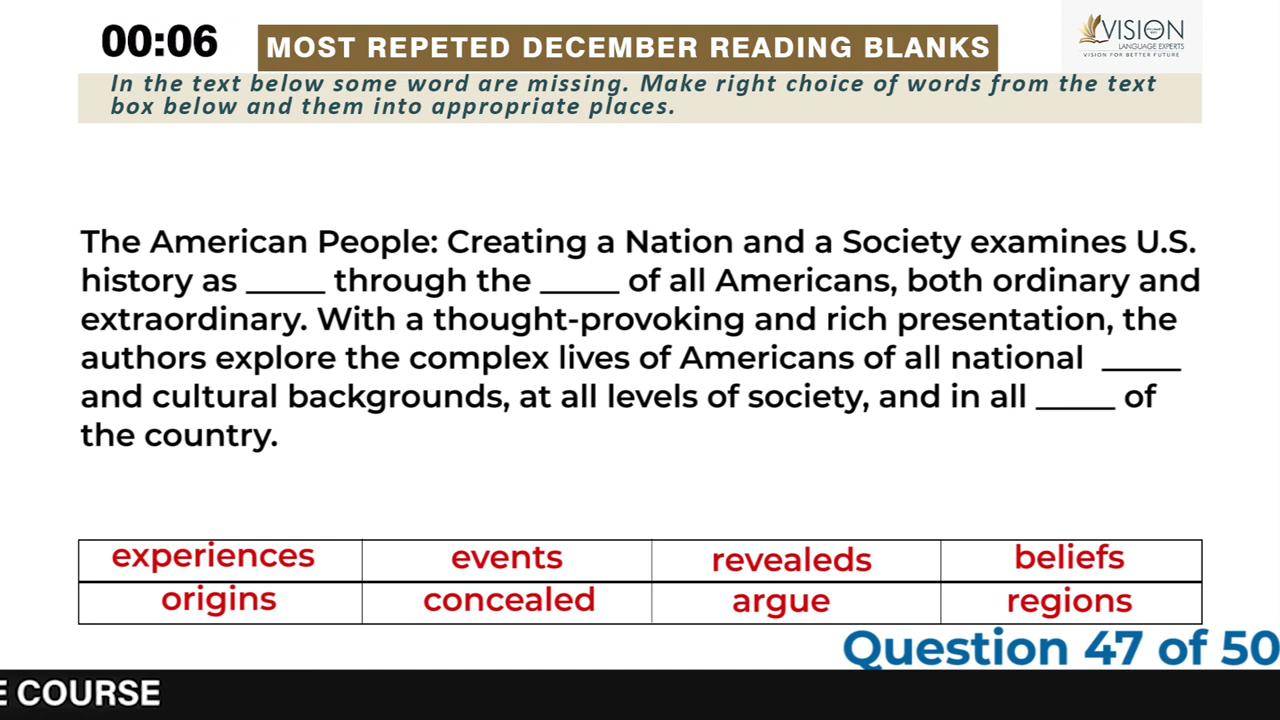 00:06
MOST REPETED DECEMBER READING BLANKS
VISION
LANGUAGE EXPERTS
VISION FOR BETTER FUTURE
In the text below some word are missing. Make right choice of words from the text
box below and them into appropriate places.
The American People: Creating a Nation and a Society examines U.S.
history as _____ through the _____ of all Americans, both ordinary and
extraordinary. With a thought-provoking and rich presentation, the
authors explore the complex lives of Americans of all national _____
and cultural backgrounds, at all levels of society, and in all _____ of
the country.
experiences events revealeds beliefs
origins concealed argue regions
Question 47 of 50
E COURSE